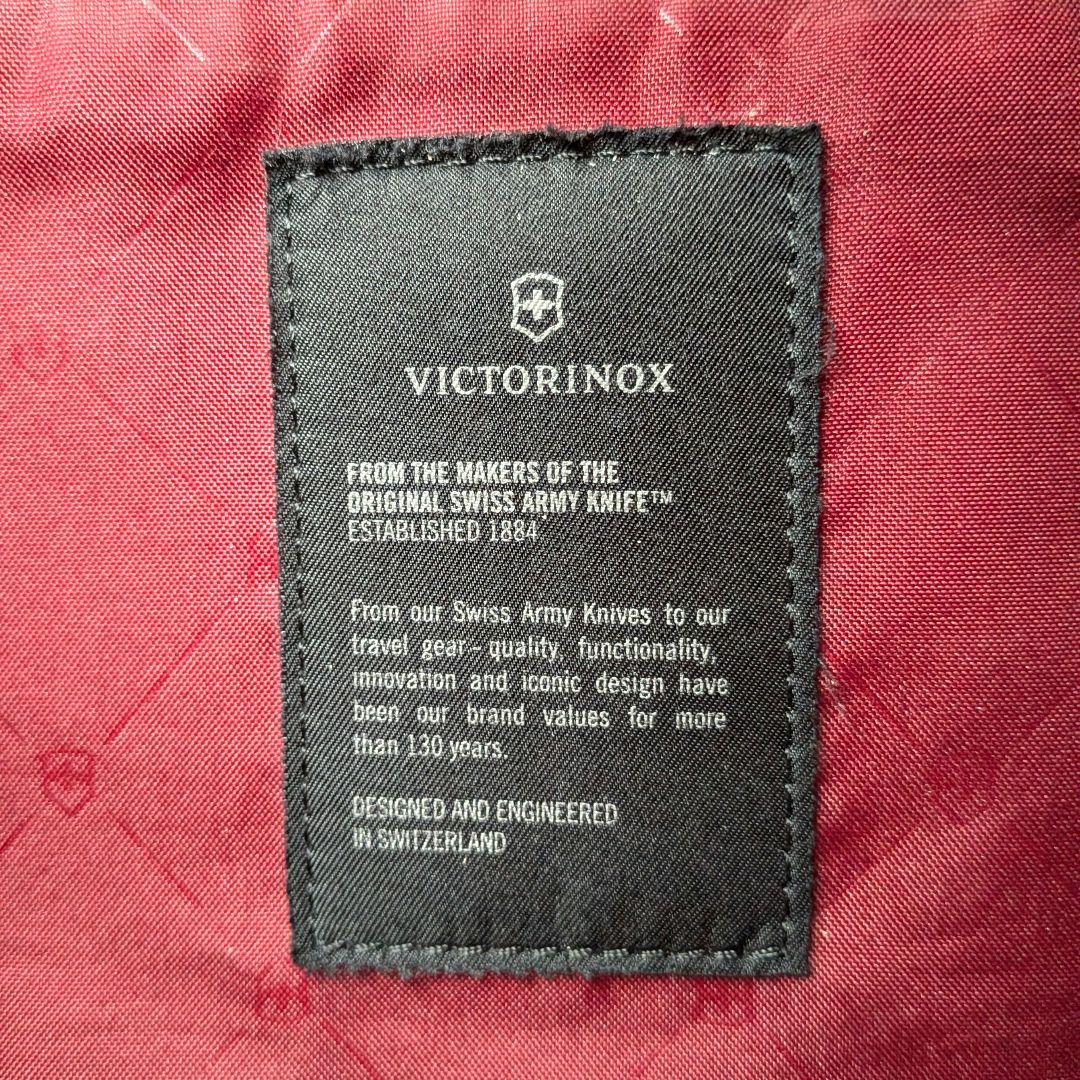 VICTORINOX
FROM THE MAKERS OF THE
ORIGINAL SWISS ARMY KNIFE™
ESTABLISHED 1884
From our Swiss Army Knives to our
travel gear - quality, functionality,
innovation and iconic design have
been our brand values for more
than 130 years.
DESIGNED AND ENGINEERED
IN SWITZERLAND